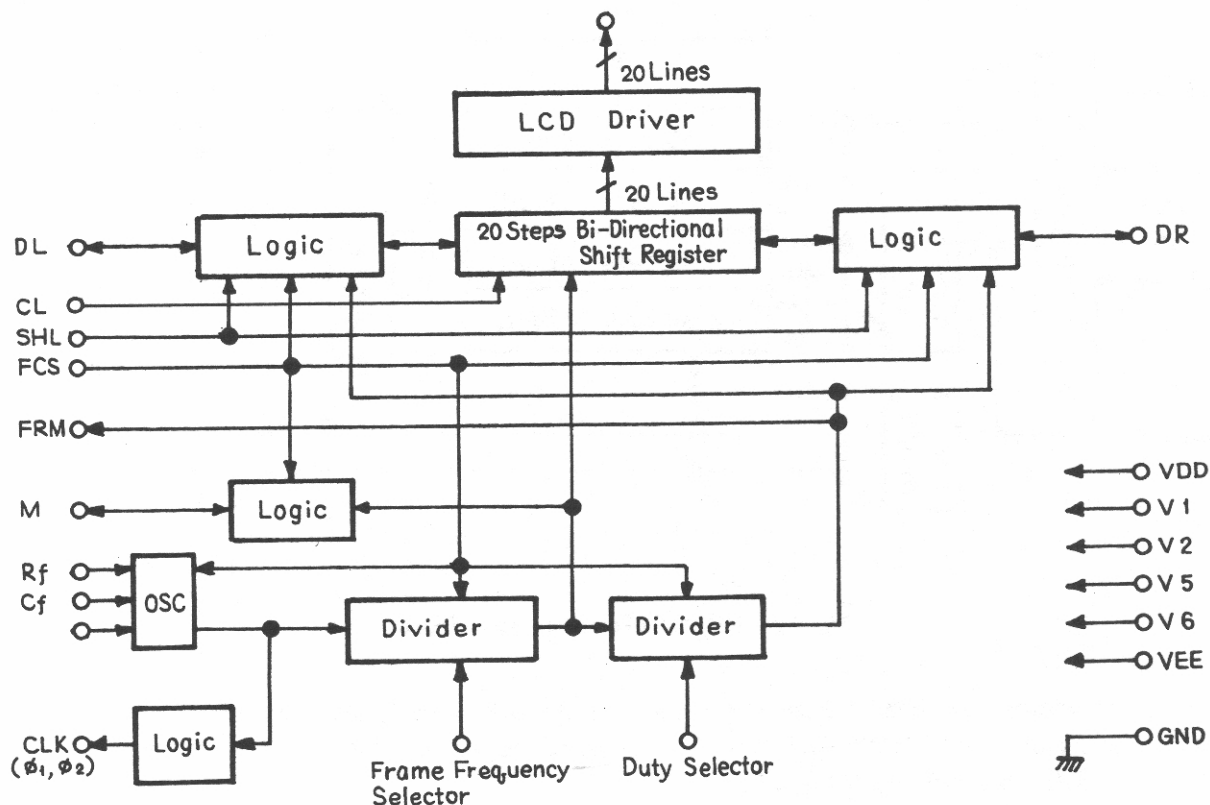 20 Lines
LCD Driver
20 Lines
DL
Logic
20 Steps Bi-Directional
Shift Register
Logic
DR
CL
SHL
FCS
FRM
M
Logic
VDD
V1
V2
V5
V6
VEE
GND
Rf
Cf
OSC
Divider
Divider
CLK
(ø1, ø2)
Logic
Frame Frequency
Selector
Duty Selector